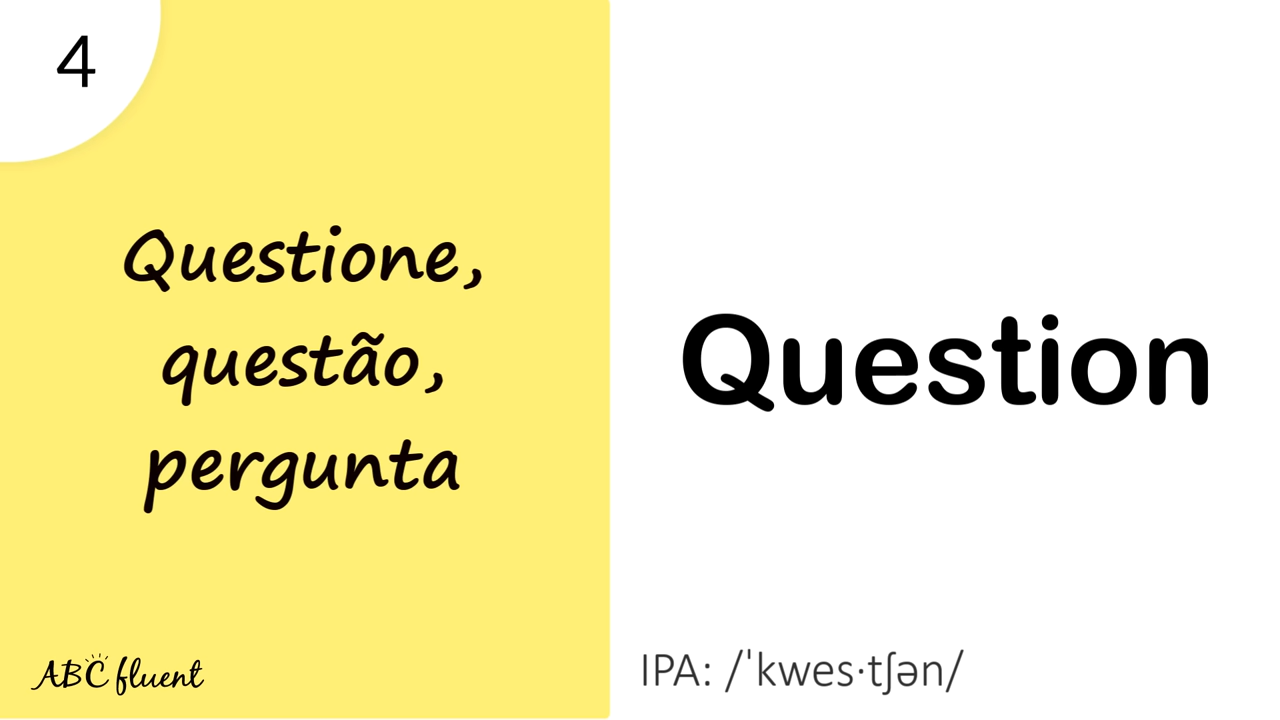 4
Questione,
questão,
pergunta
Question
ABC fluent
IPA: /ˈkwes·tʃən/